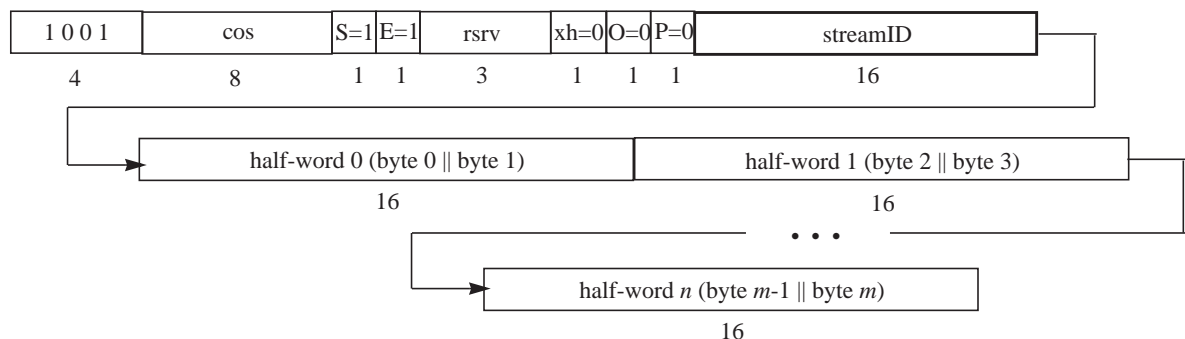 1 0 0 1 cos S=1 E=1 rsrv xh=0 O=0 P=0 streamID
4 8 1 1 3 1 1 1 16
half-word 0 (byte 0 || byte 1) half-word 1 (byte 2 || byte 3)
16 16
• • •
half-word n (byte m-1 || byte m)
16